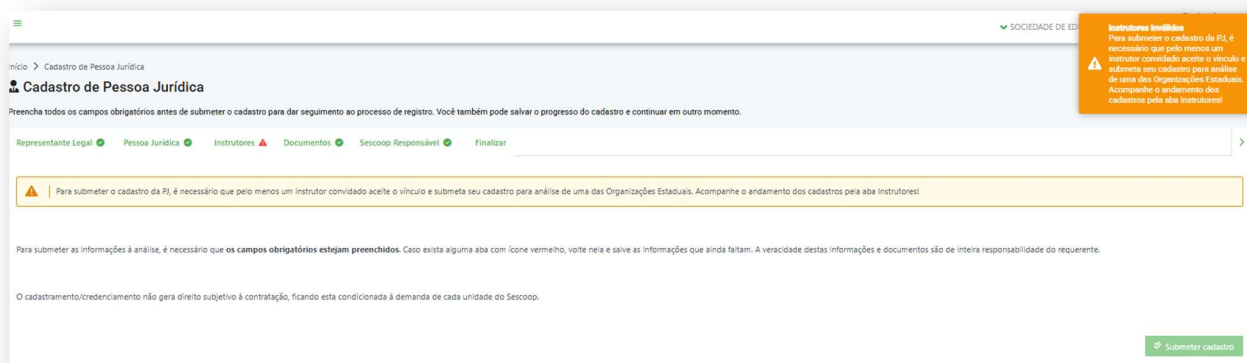 SOCIEDADE DE ED
Instrutores Inválidos
Para submeter o cadastro da PJ, é
necessário que pelo menos um
instrutor convidado aceite o vínculo e
submeta seu cadastro para análise
de uma das Organizações Estaduais.
Acompanhe o andamento dos
cadastros pela aba Instrutores!
nício > Cadastro de Pessoa Jurídica
Cadastro de Pessoa Jurídica
Preencha todos os campos obrigatórios antes de submeter o cadastro para dar seguimento ao processo de registro. Você também pode salvar o progresso do cadastro e continuar em outro momento.
Representante Legal Pessoa Jurídica Instrutores Documentos Sescoop Responsável Finalizar
Para submeter o cadastro da PJ, é necessário que pelo menos um instrutor convidado aceite o vínculo e submeta seu cadastro para análise de uma das Organizações Estaduais. Acompanhe o andamento dos cadastros pela aba Instrutores!
Para submeter as informações à análise, é necessário que os campos obrigatórios estejam preenchidos. Caso exista alguma aba com ícone vermelho, volte nela e salve as informações que ainda faltam. A veracidade destas informações e documentos são de inteira responsabilidade do requerente.
O cadastramento/credenciamento não gera direito subjetivo à contratação, ficando esta condicionada à demanda de cada unidade do Sescoop.
Submeter cadastro